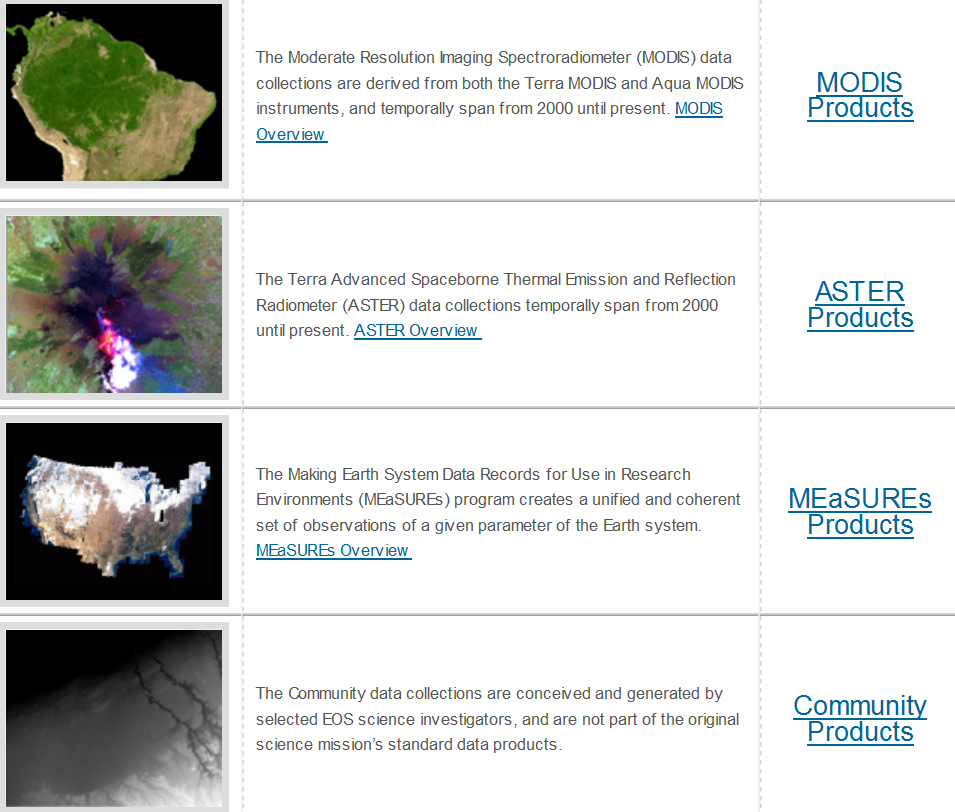 The Moderate Resolution Imaging Spectroradiometer (MODIS) data
collections are derived from both the Terra MODIS and Aqua MODIS
instruments, and temporally span from 2000 until present. MODIS
Overview
MODIS
Products
The Terra Advanced Spaceborne Thermal Emission and Reflection
Radiometer (ASTER) data collections temporally span from 2000
until present. ASTER Overview
ASTER
Products
The Making Earth System Data Records for Use in Research
Environments (MEaSUREs) program creates a unified and coherent
set of observations of a given parameter of the Earth system.
MEaSUREs Overview
MEaSUREs
Products
The Community data collections are conceived and generated by
selected EOS science investigators, and are not part of the original
science mission’s standard data products.
Community
Products